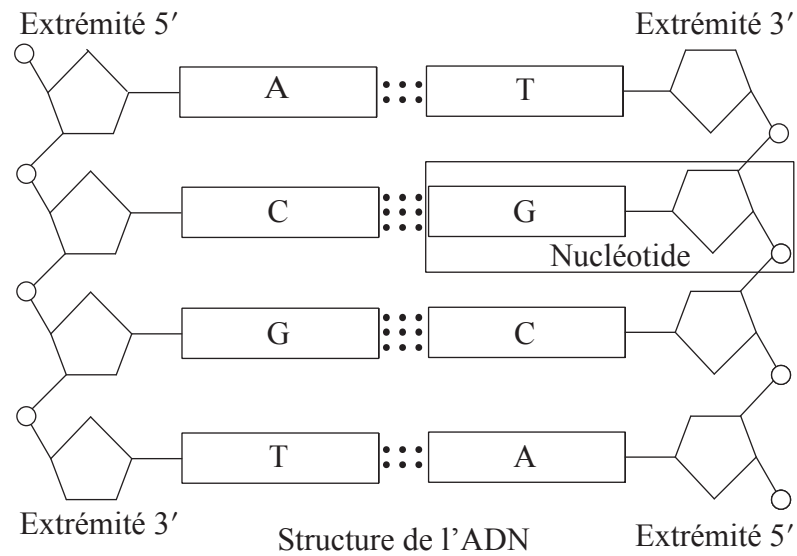 Extrémité 5′ Extrémité 3′
A T
C G
Nucléotide
G C
T A
Extrémité 3′ Structure de l’ADN Extrémité 5′